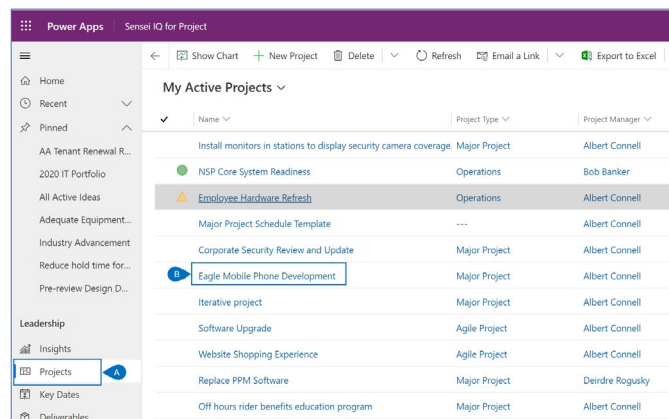 Power Apps Sensei IQ for Project
Show Chart New Project Delete Refresh Email a Link Export to Excel
Home
Recent
Pinned
AA Tenant Renewal R...
2020 IT Portfolio
All Active Ideas
Adequate Equipment...
Industry Advancement
Reduce hold time for...
Pre-review Design D...
Leadership
Insights
Projects A
Key Dates
Deliverables
My Active Projects
Name Project Type Project Manager
Install monitors in stations to display security camera coverage. Major Project Albert Connell
NSP Core System Readiness Operations Bob Banker
Employee Hardware Refresh Operations Albert Connell
Major Project Schedule Template --- Albert Connell
Corporate Security Review and Update Major Project Albert Connell
B Eagle Mobile Phone Development Major Project Albert Connell
Iterative project Major Project Albert Connell
Software Upgrade Agile Project Albert Connell
Website Shopping Experience Agile Project Albert Connell
Replace PPM Software Major Project Deirdre Rogusky
Off hours rider benefits education program Major Project Albert Connell